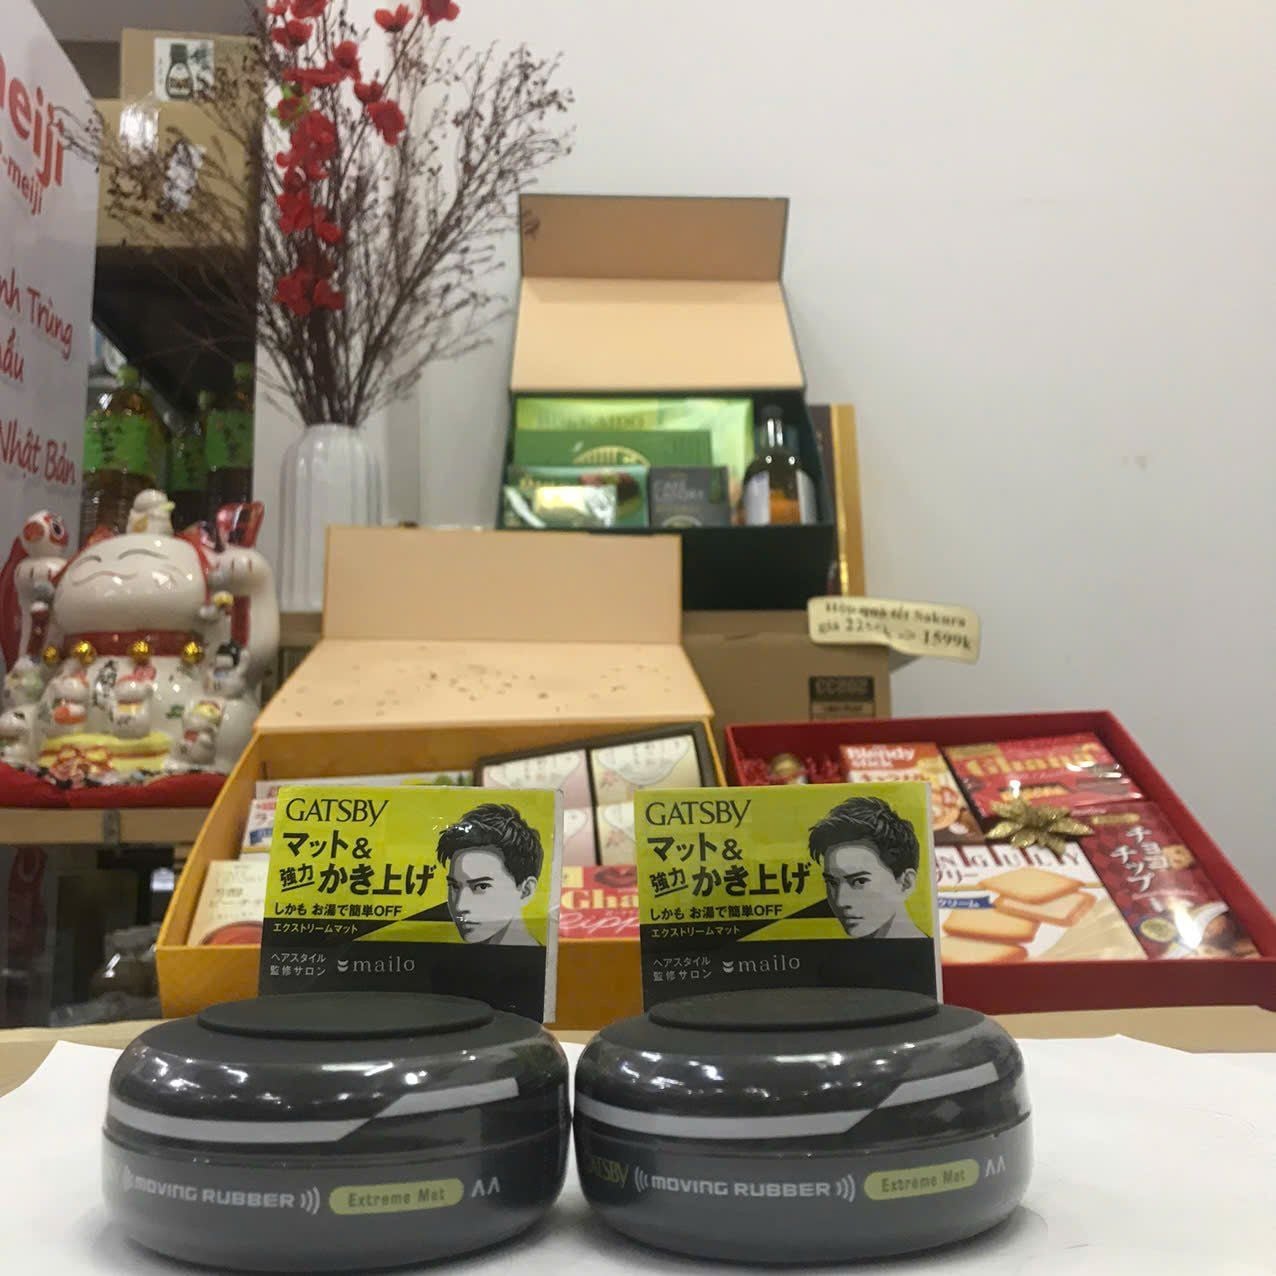 meiji
e-meiji
nh Trùng
Nhật Bản
HOKKAIDO
Hộp quà tết Sakura
giá 22 => 1599k
Blendy
Stick
Ghana
チョコ
チップ
GATSBY
マット&
強力かき上げ
しかも お湯で簡単OFF
エクストリームマット
ヘアスタイル
監修サロン
mailo
GATSBY
マット&
強力かき上げ
しかも お湯で簡単OFF
エクストリームマット
ヘアスタイル
監修サロン
mailo
MOVING RUBBER
Extreme Mat
GATSBY
MOVING RUBBER
Extreme Mat